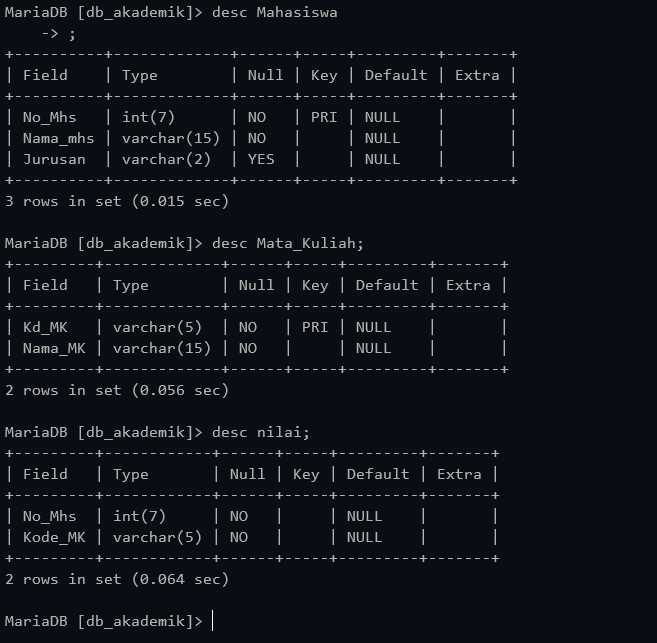 MariaDB [db_akademik]> desc Mahasiswa
    -> ;
+----------+-------------+------+-----+---------+-------+
| Field    | Type        | Null | Key | Default | Extra |
+----------+-------------+------+-----+---------+-------+
| No_Mhs   | int(7)      | NO   | PRI | NULL    |       |
| Nama_mhs | varchar(15) | NO   |     | NULL    |       |
| Jurusan  | varchar(2)  | YES  |     | NULL    |       |
+----------+-------------+------+-----+---------+-------+
3 rows in set (0.015 sec)

MariaDB [db_akademik]> desc Mata_Kuliah;
+---------+-------------+------+-----+---------+-------+
| Field   | Type        | Null | Key | Default | Extra |
+---------+-------------+------+-----+---------+-------+
| Kd_MK   | varchar(5)  | NO   | PRI | NULL    |       |
| Nama_MK | varchar(15) | NO   |     | NULL    |       |
+---------+-------------+------+-----+---------+-------+
2 rows in set (0.056 sec)

MariaDB [db_akademik]> desc nilai;
+---------+------------+------+-----+---------+-------+
| Field   | Type       | Null | Key | Default | Extra |
+---------+------------+------+-----+---------+-------+
| No_Mhs  | int(7)     | NO   |     | NULL    |       |
| Kode_MK | varchar(5) | NO   |     | NULL    |       |
+---------+------------+------+-----+---------+-------+
2 rows in set (0.064 sec)

MariaDB [db_akademik]>